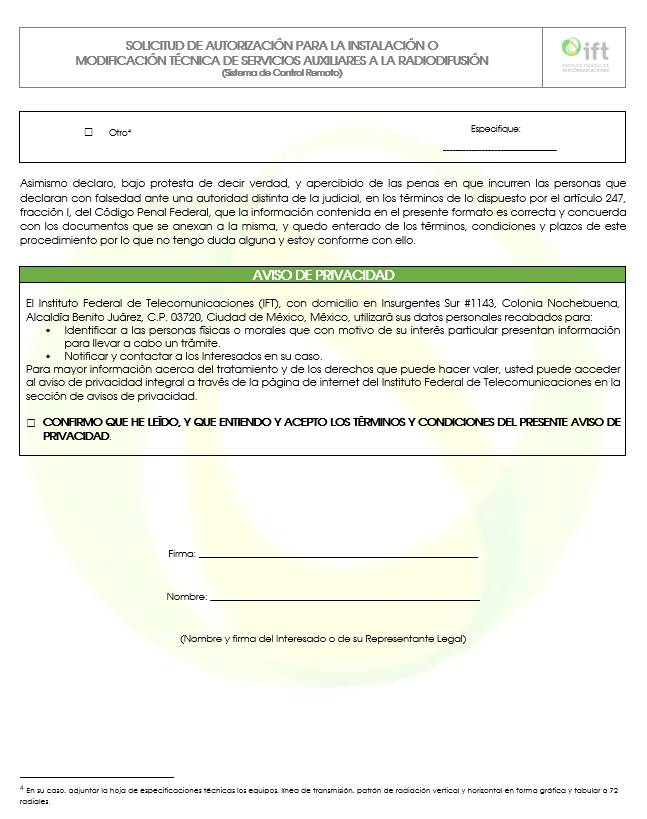 SOLICITUD DE AUTORIZACIÓN PARA LA INSTALACIÓN O
MODIFICACIÓN TÉCNICA DE SERVICIOS AUXILIARES A LA RADIODIFUSIÓN
(Sistema de Control Remoto)
ift
INSTITUTO FEDERAL DE
TELECOMUNICACIONES
☐ Otro⁴ Especifique:
____________________
Asimismo declaro, bajo protesta de decir verdad, y apercibido de las penas en que incurren las personas que
declaran con falsedad ante una autoridad distinta de la judicial, en los términos de lo dispuesto por el artículo 247,
fracción I, del Código Penal Federal, que la información contenida en el presente formato es correcta y concuerda
con los documentos que se anexan a la misma, y quedo enterado de los términos, condiciones y plazos de este
procedimiento por lo que no tengo duda alguna y estoy conforme con ello.
AVISO DE PRIVACIDAD
El Instituto Federal de Telecomunicaciones (IFT), con domicilio en Insurgentes Sur #1143, Colonia Nochebuena,
Alcaldía Benito Juárez, C.P. 03720, Ciudad de México, México, utilizará sus datos personales recabados para:
• Identificar a las personas físicas o morales que con motivo de su interés particular presentan información
para llevar a cabo un trámite.
• Notificar y contactar a los Interesados en su caso.
Para mayor información acerca del tratamiento y de los derechos que puede hacer valer, usted puede acceder
al aviso de privacidad integral a través de la página de internet del Instituto Federal de Telecomunicaciones en la
sección de avisos de privacidad.
☐ CONFIRMO QUE HE LEÍDO, Y QUE ENTIENDO Y ACEPTO LOS TÉRMINOS Y CONDICIONES DEL PRESENTE AVISO DE
PRIVACIDAD.
Firma: ____________________
Nombre: ____________________
(Nombre y firma del Interesado o de su Representante Legal)
⁴ En su caso, adjuntar la hoja de especificaciones técnicas los equipos, línea de transmisión, patrón de radiación vertical y horizontal en forma gráfica y tabular a 72
radiales.